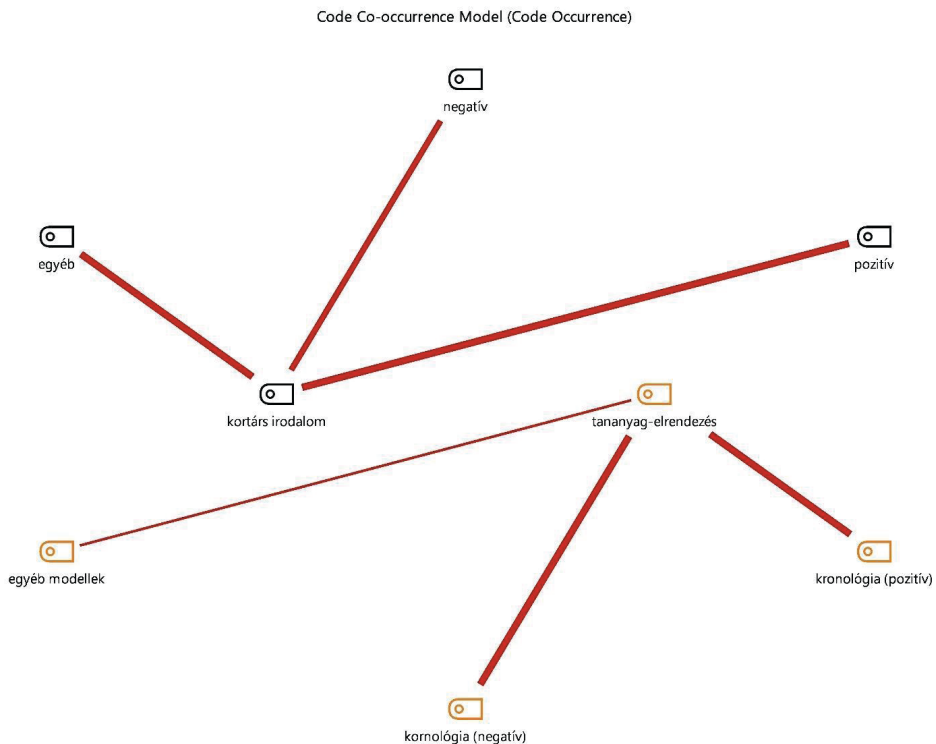 Code Co-occurrence Model (Code Occurrence)
negatív
egyéb
pozitív
kortárs irodalom
tananyag-elrendezés
egyéb modellek
kronológia (pozitív)
kornológia (negatív)